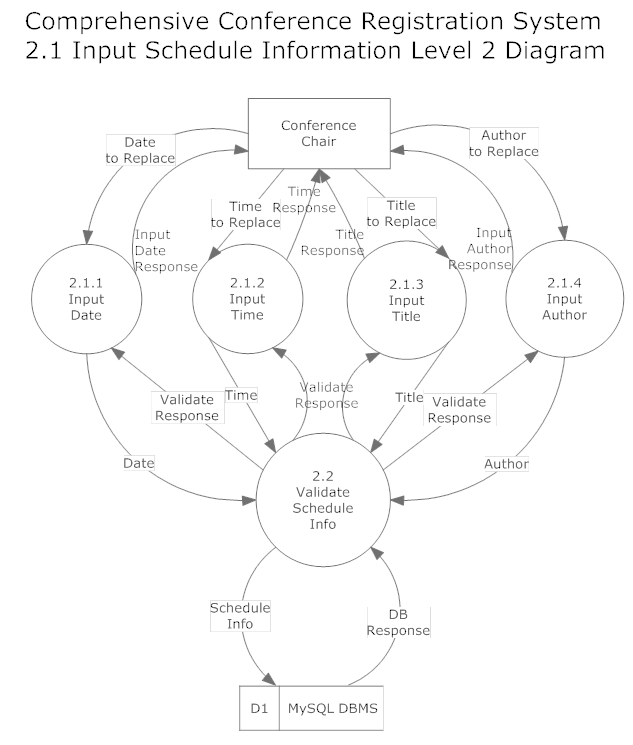 Comprehensive Conference Registration System
2.1 Input Schedule Information Level 2 Diagram
Conference
Chair
Date
to Replace
Author
to Replace
Time
Response
Time
to Replace
Title
to Replace
Input
Date
Response
Title
Response
Input
Author
Response
2.1.1
Input
Date
2.1.2
Input
Time
2.1.3
Input
Title
2.1.4
Input
Author
Validate
Response
Time
Validate
Response
Title
Validate
Response
Date
Author
2.2
Validate
Schedule
Info
Schedule
Info
DB
Response
D1
MySQL DBMS